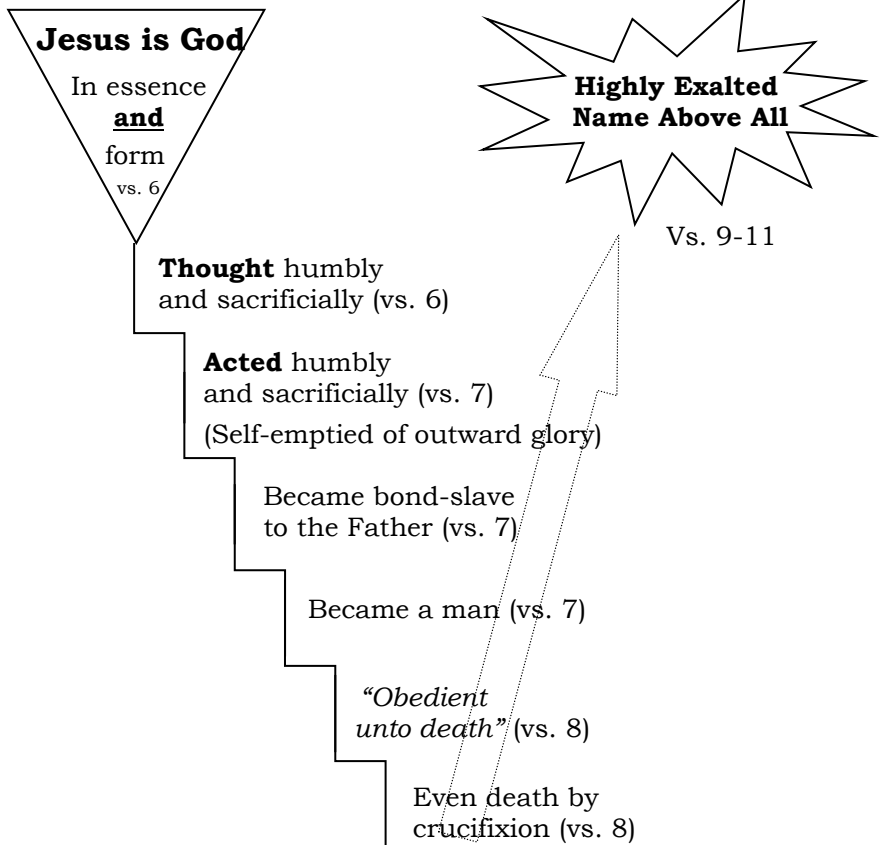 Jesus is God
In essence
and
form
vs. 6
Highly Exalted
Name Above All
Vs. 9-11
Thought humbly
and sacrificially (vs. 6)
Acted humbly
and sacrificially (vs. 7)
(Self-emptied of outward glory)
Became bond-slave
to the Father (vs. 7)
Became a man (vs. 7)
“Obedient
unto death” (vs. 8)
Even death by
crucifixion (vs. 8)